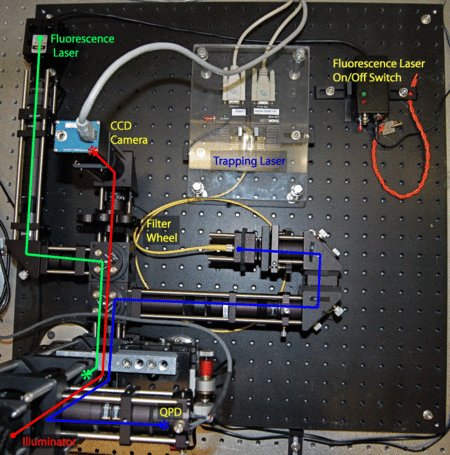 Fluorescence
Laser
CCD
Camera
Fluorescence Laser
On/Off Switch
Trapping Laser
Filter
Wheel
QPD
Illuminator